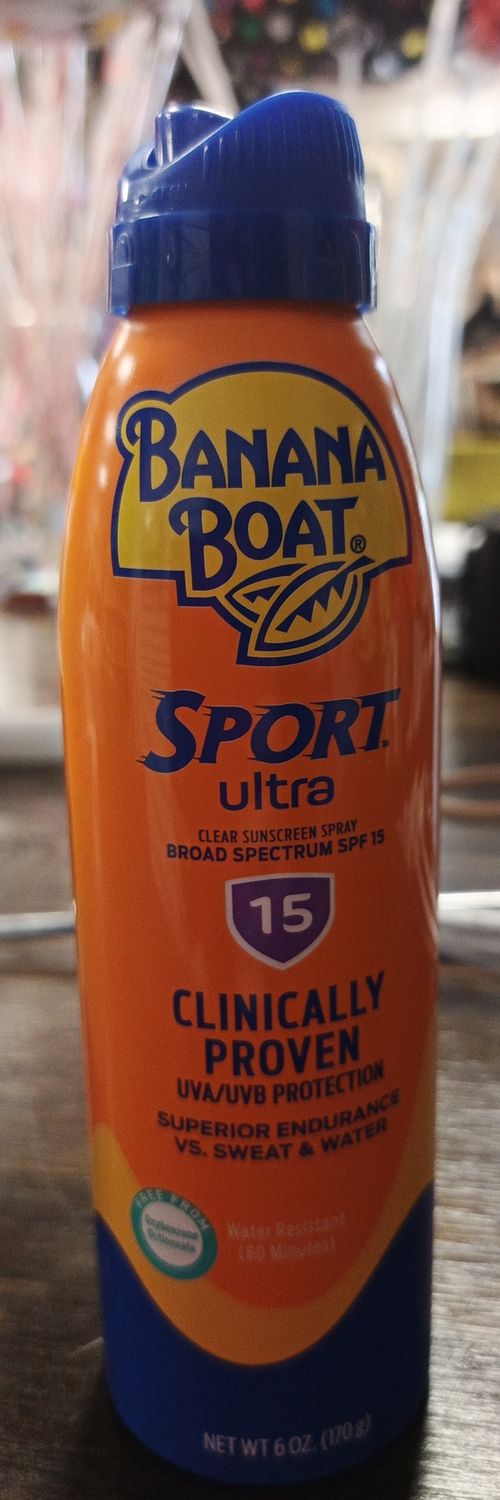 BANANA
BOAT®
SPORT
ultra
CLEAR SUNSCREEN SPRAY
BROAD SPECTRUM SPF 15
15
CLINICALLY
PROVEN
UVA/UVB PROTECTION
SUPERIOR ENDURANCE
VS. SWEAT & WATER
FREE FROM
Oxybenzone
Octinoxate
Water Resistant
(80 Minutes)
NET WT 6 OZ. (170 g)